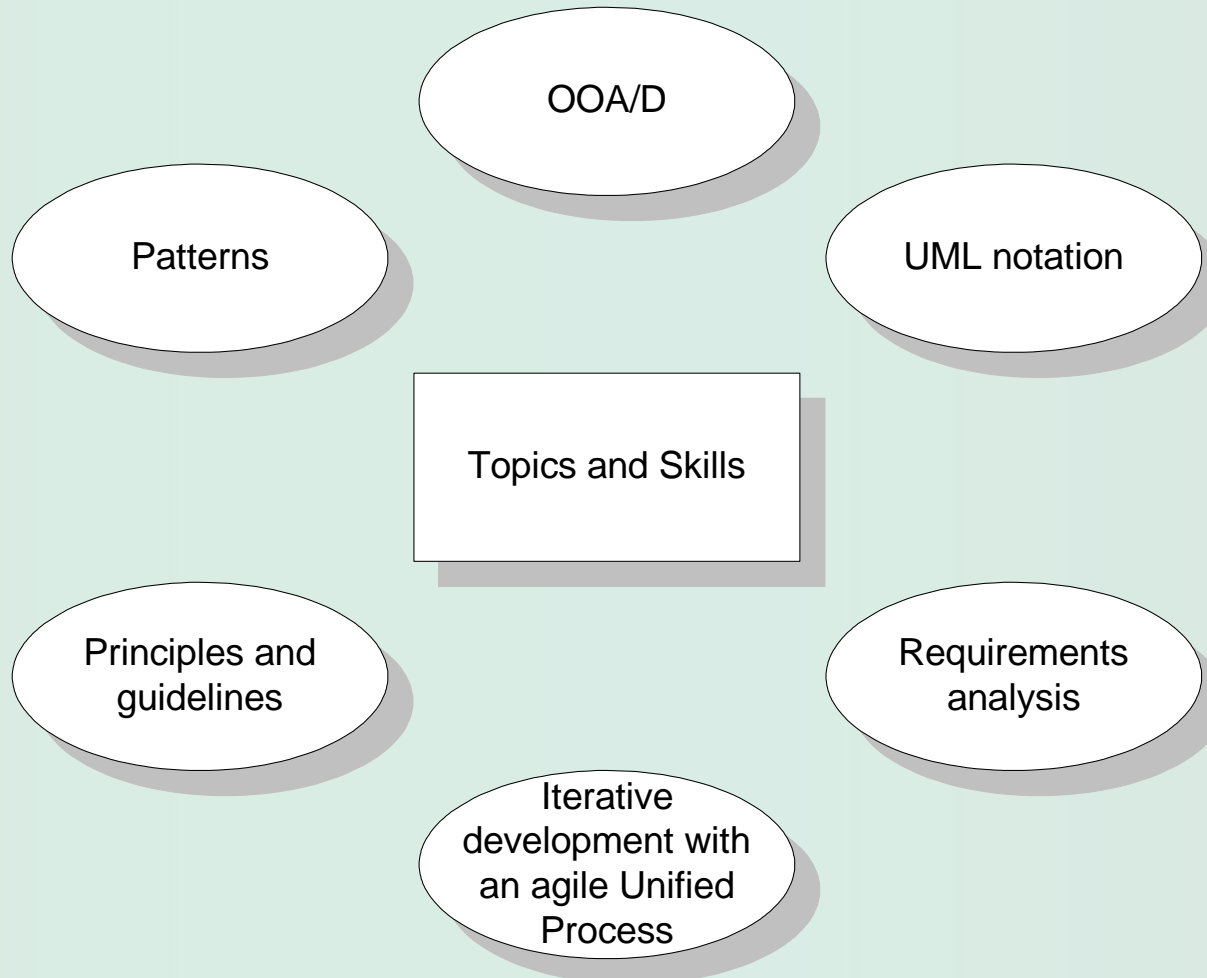 OOA/D
Patterns
UML notation
Topics and Skills
Principles and
guidelines
Requirements
analysis
Iterative
development with
an agile Unified
Process